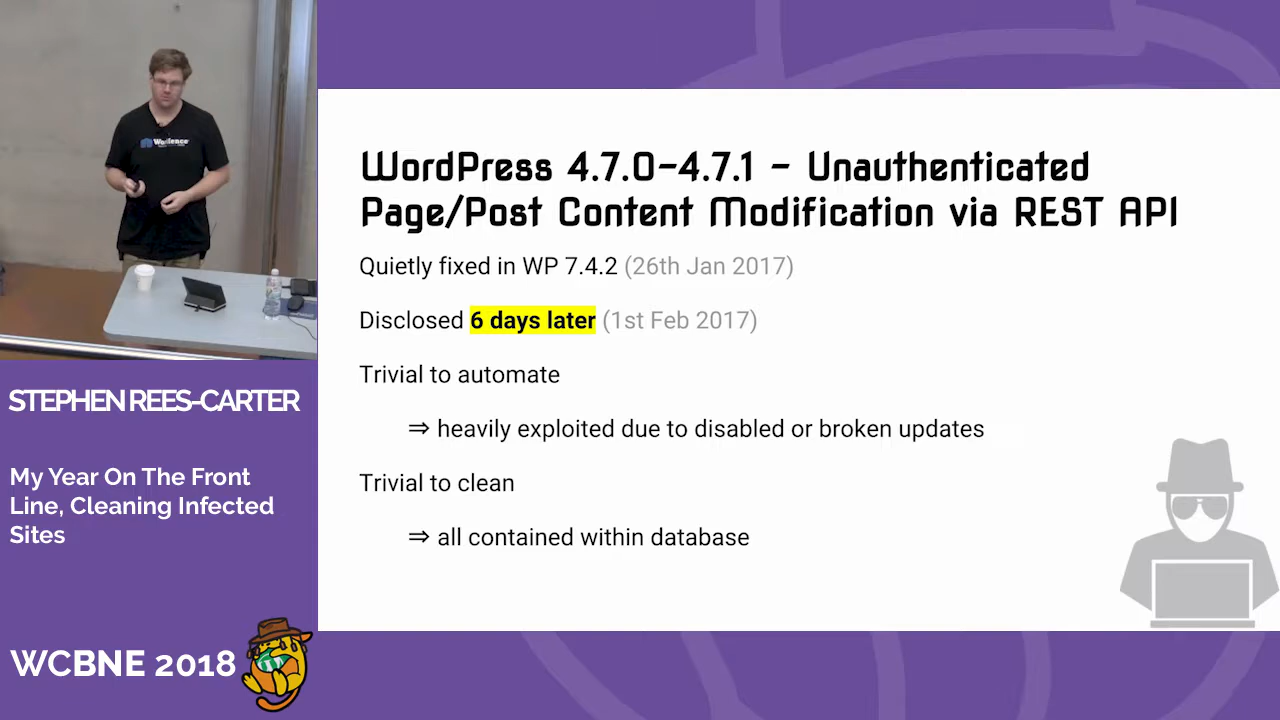 Wordfence
WordPress 4.7.0-4.7.1 - Unauthenticated
Page/Post Content Modification via REST API
Quietly fixed in WP 7.4.2 (26th Jan 2017)
Disclosed 6 days later (1st Feb 2017)
Trivial to automate
⇒ heavily exploited due to disabled or broken updates
Trivial to clean
⇒ all contained within database
STEPHEN REES-CARTER
My Year On The Front
Line, Cleaning Infected
Sites
WCBNE 2018